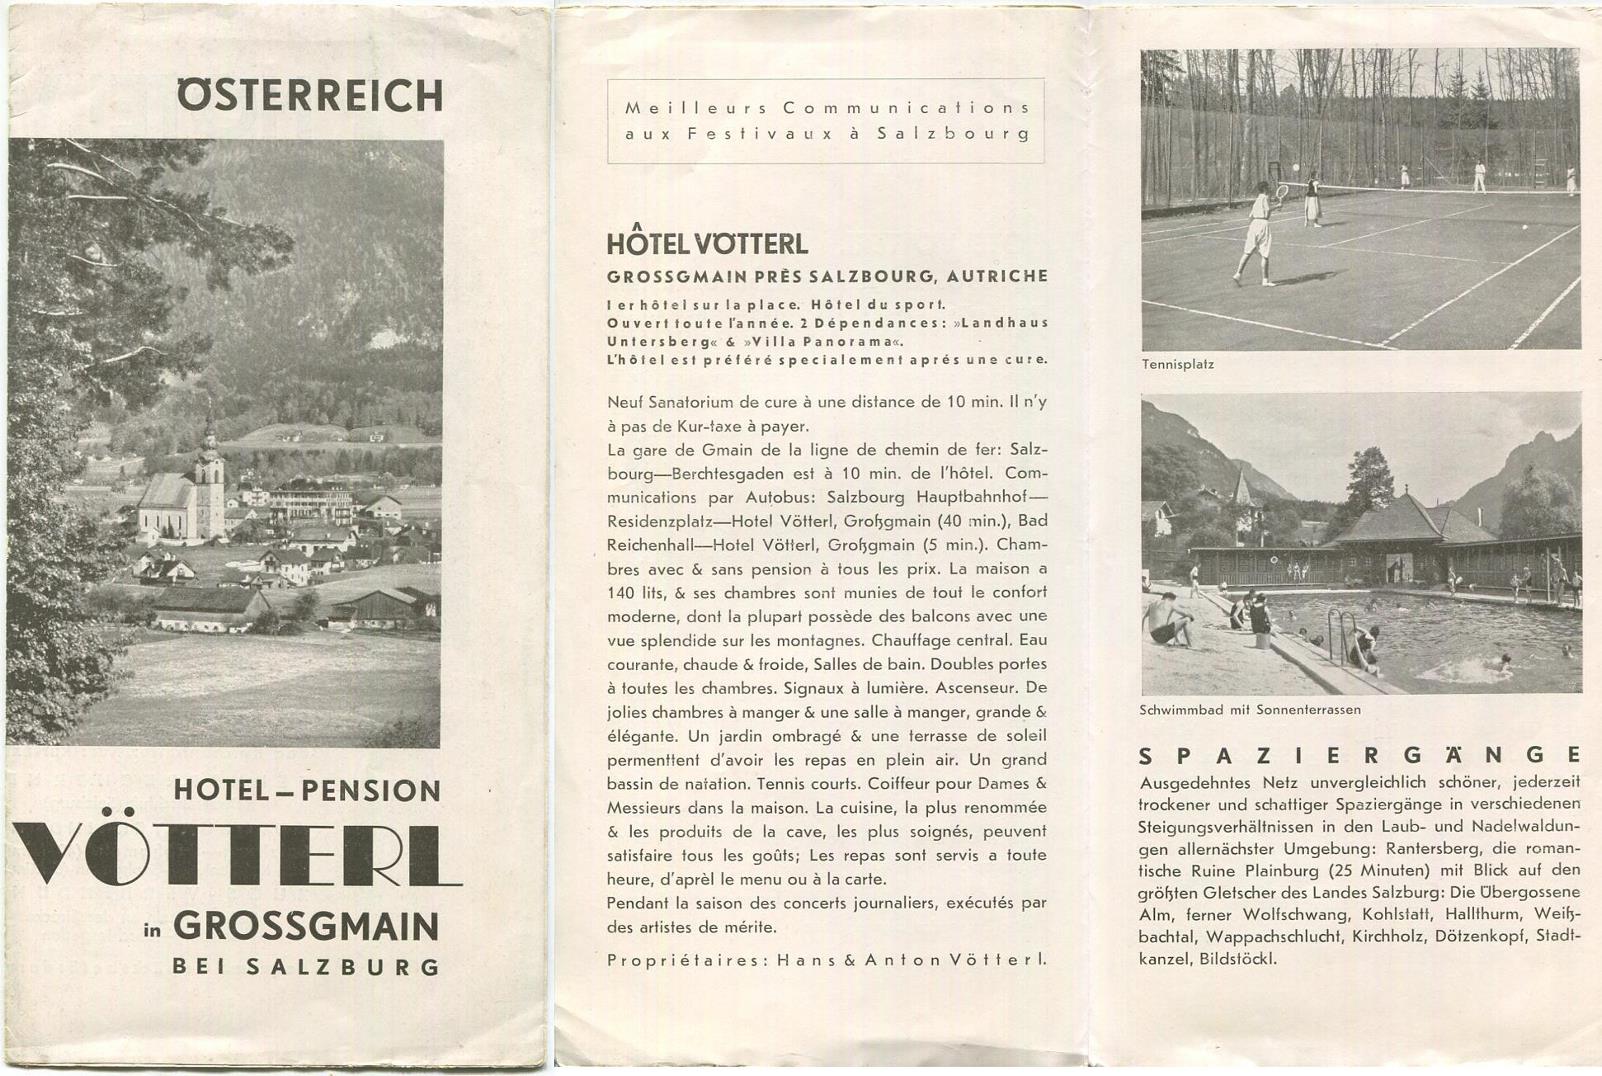 ÖSTERREICH
HOTEL – PENSION
VÖTTERL
in GROSSGMAIN
BEI SALZBURG
Meilleurs Communications
aux Festivaux à Salzbourg
HÔTEL VÖTTERL
GROSSGMAIN PRÈS SALZBOURG, AUTRICHE
1 er hôtel sur la place. Hôtel du sport.
Ouvert toute l'année. 2 Dépendances: »Landhaus
Untersberg« & »Villa Panorama«.
L'hôtel est préféré specialement aprés une cure.
Neuf Sanatorium de cure à une distance de 10 min. Il n'y
à pas de Kur-taxe à payer.
La gare de Gmain de la ligne de chemin de fer: Salz-
bourg—Berchtesgaden est à 10 min. de l'hôtel. Com-
munications par Autobus: Salzbourg Hauptbahnhof—
Residenzplatz—Hotel Vötterl, Großgmain (40 min.), Bad
Reichenhall—Hotel Vötterl, Großgmain (5 min.). Cham-
bres avec & sans pension à tous les prix. La maison a
140 lits, & ses chambres sont munies de tout le confort
moderne, dont la plupart possède des balcons avec une
vue splendide sur les montagnes. Chauffage central. Eau
courante, chaude & froide, Salles de bain. Doubles portes
à toutes les chambres. Signaux à lumière. Ascenseur. De
jolies chambres à manger & une salle à manger, grande &
élégante. Un jardin ombragé & une terrasse de soleil
permenttent d'avoir les repas en plein air. Un grand
bassin de natation. Tennis courts. Coiffeur pour Dames &
Messieurs dans la maison. La cuisine, la plus renommée
& les produits de la cave, les plus soignés, peuvent
satisfaire tous les goûts; Les repas sont servis a toute
heure, d'aprèl le menu ou à la carte.
Pendant la saison des concerts journaliers, exécutés par
des artistes de mérite.
Propriétaires: Hans & Anton Vötterl.
Tennisplatz
Schwimmbad mit Sonnenterrassen
SPAZIERGÄNGE
Ausgedehntes Netz unvergleichlich schöner, jederzeit
trockener und schattiger Spaziergänge in verschiedenen
Steigungsverhältnissen in den Laub- und Nadelwaldun-
gen allernächster Umgebung: Rantersberg, die roman-
tische Ruine Plainburg (25 Minuten) mit Blick auf den
größten Gletscher des Landes Salzburg: Die Übergossene
Alm, ferner Wolfschwang, Kohlstatt, Hallthurm, Weiß-
bachtal, Wappachschlucht, Kirchholz, Dötzenkopf, Stadt-
kanzel, Bildstöckl.